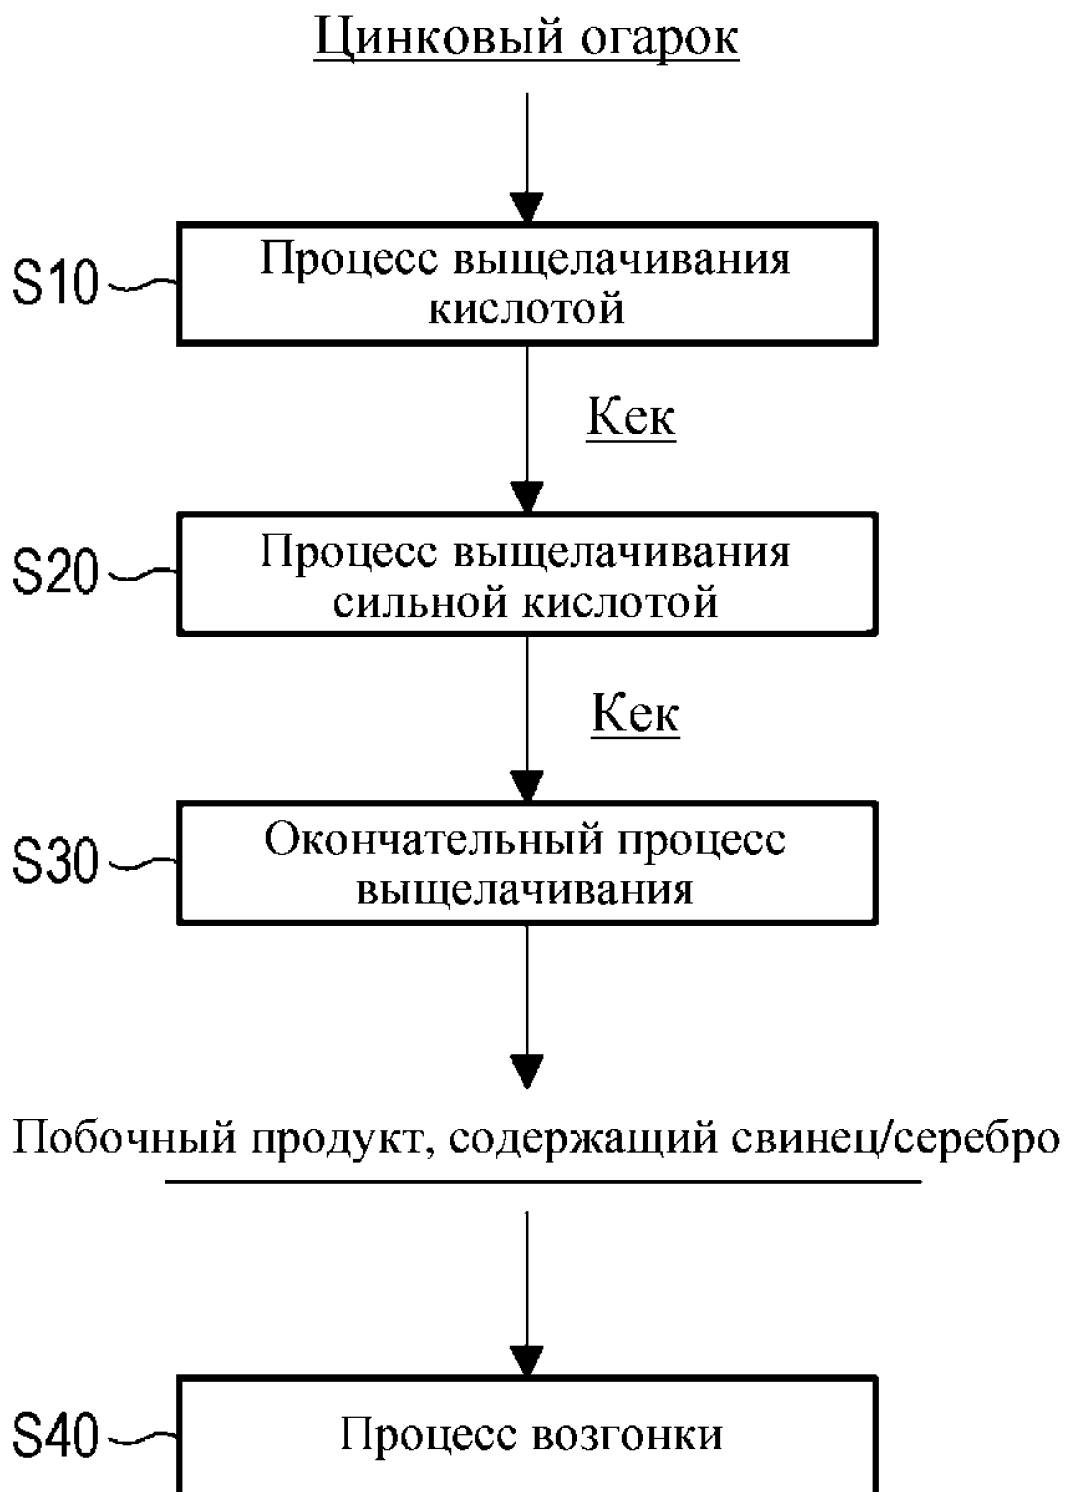 Цинковый огарок
S10
Процесс выщелачивания
кислотой
Кек
S20
Процесс выщелачивания
сильной кислотой
Кек
S30
Окончательный процесс
выщелачивания
Побочный продукт, содержащий свинец/серебро
S40
Процесс возгонки